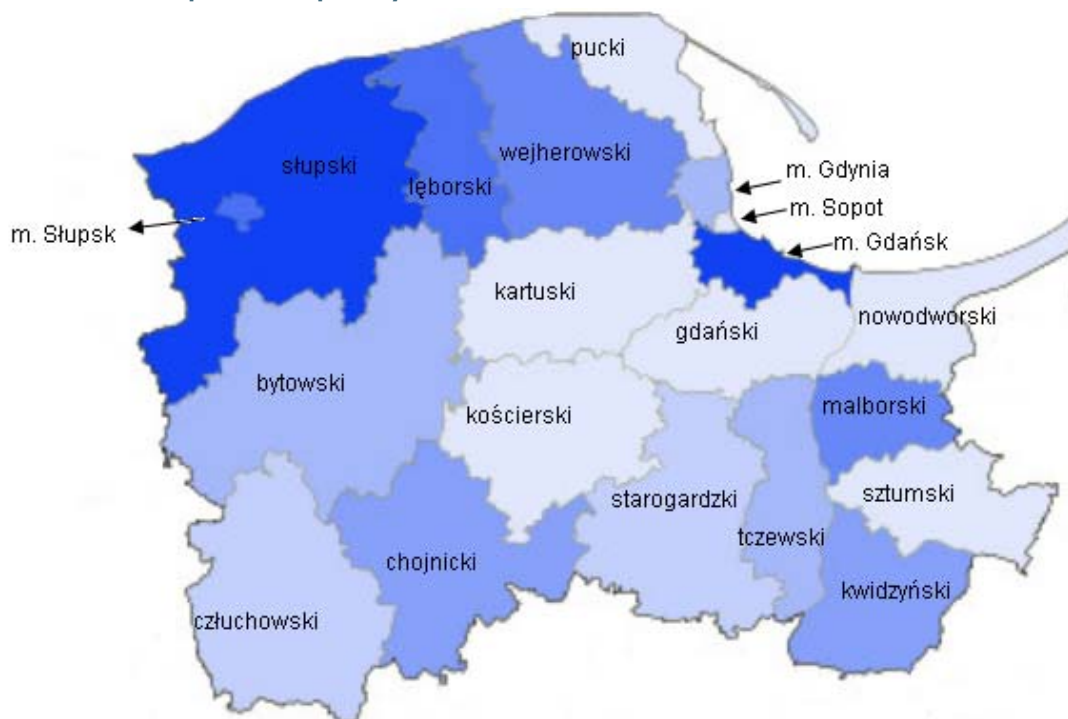 pucki
słupski
wejherowski
lęborski
m. Gdynia
m. Sopot
m. Słupsk
m. Gdańsk
kartuski
gdański
nowodworski
bytowski
kościerski
malborski
starogardzki
sztumski
tczewski
chojnicki
kwidzyński
człuchowski